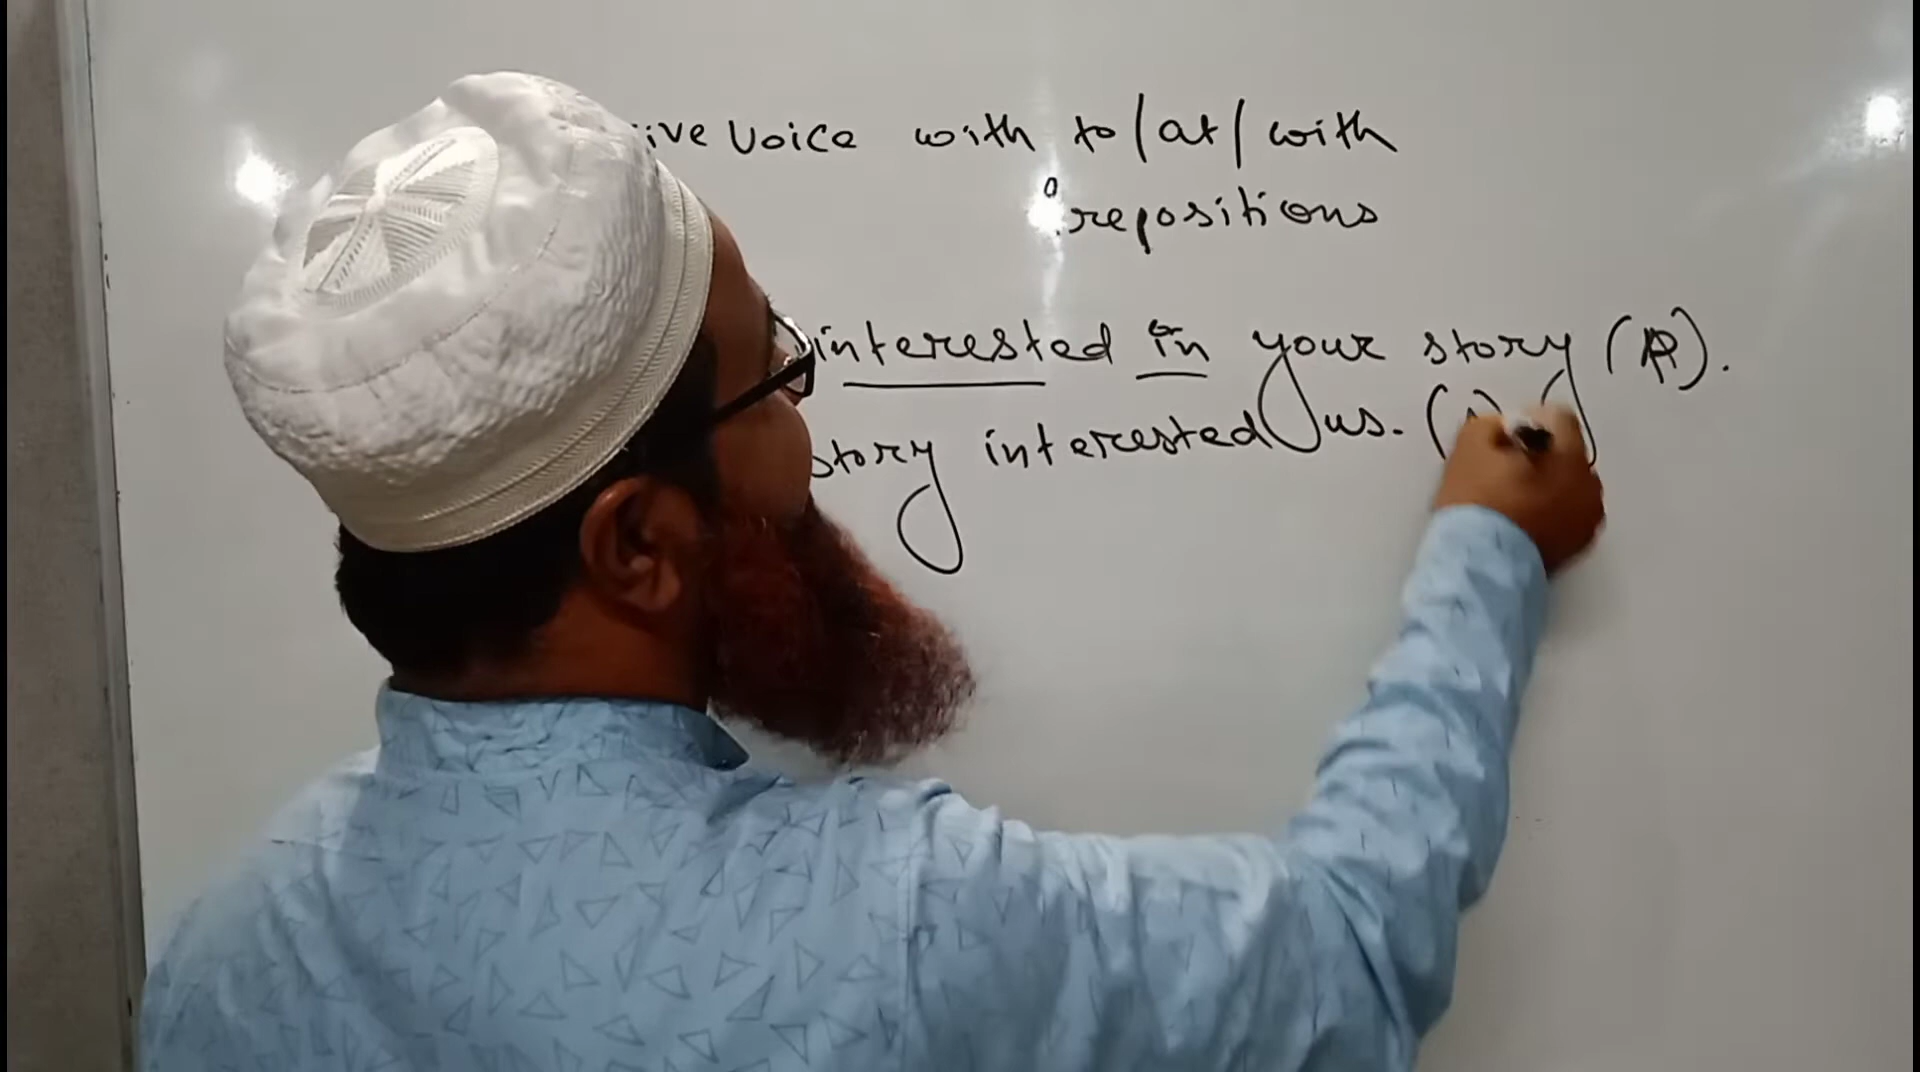 ive Voice with to/at/with
repositions
interested in your story (P).
story interested us. (A)